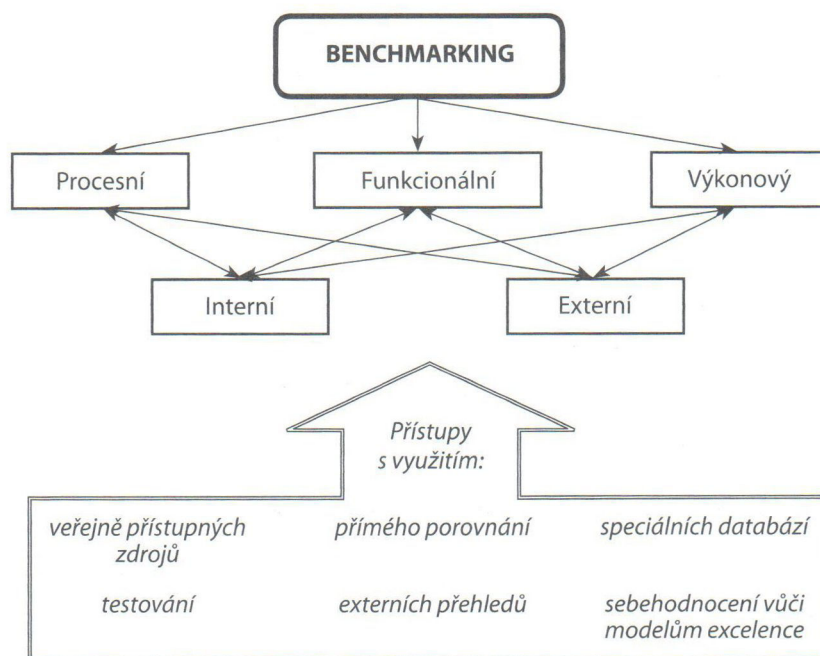 BENCHMARKING
Procesní
Funkcionální
Výkonový
Interní
Externí
Přístupy
s využitím:
veřejně přístupných
zdrojů
přímého porovnání
speciálních databází
testování
externích přehledů
sebehodnocení vůči
modelům excelence